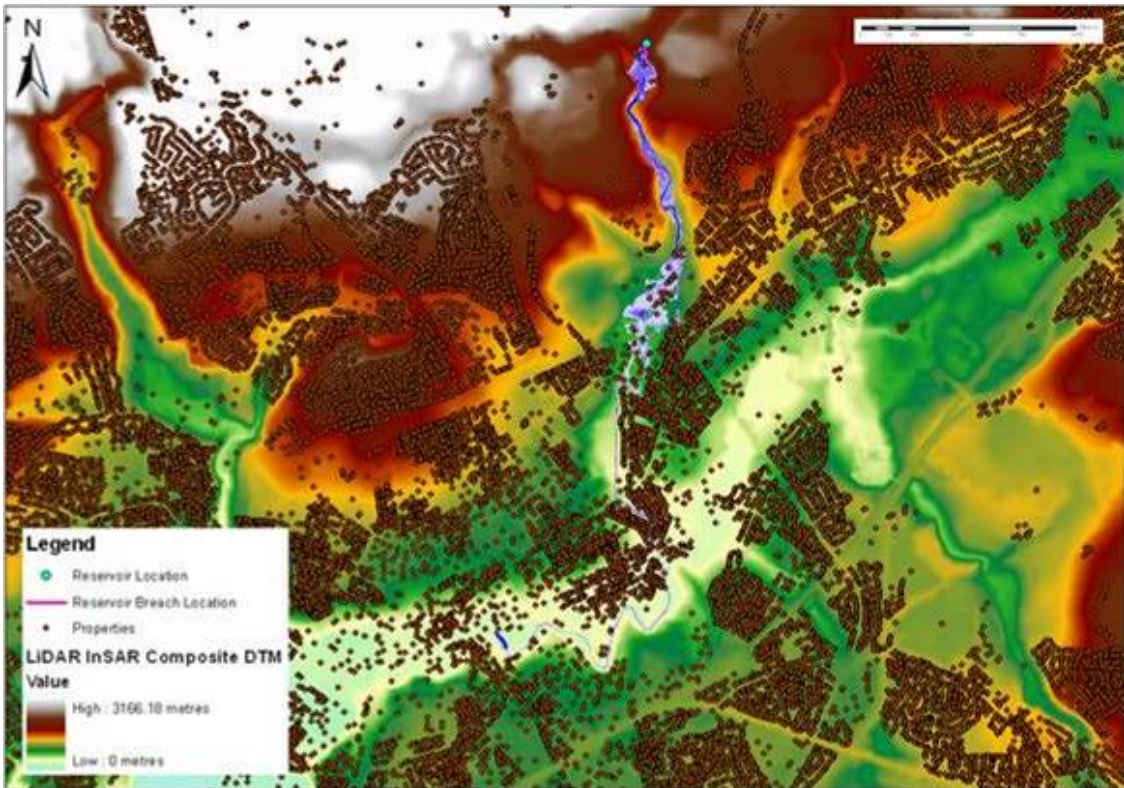 N
Legend
Reservoir Location
Reservoir Breach Location
Properties
LiDAR InSAR Composite DTM
Value
High : 3166.18 metres
Low : 0 metres